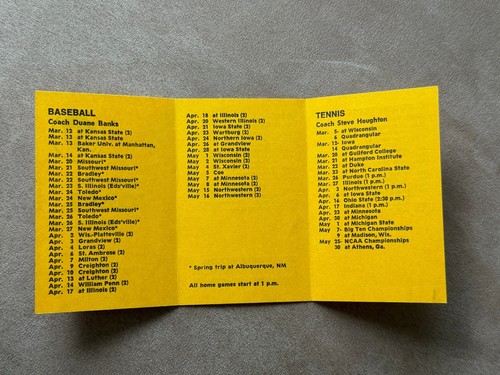 BASEBALL
Coach Duane Banks
Mar. 12 at Kansas State (2)
Mar. 13 at Kansas State
Mar. 13 Baker Univ. at Manhattan,
Kan.
Mar. 14 at Kansas State (2)
Mar. 20 Missouri*
Mar. 21 Southwest Missouri*
Mar. 22 Bradley*
Mar. 22 Southwest Missouri*
Mar. 23 S. Illinois (Eds'ville)*
Mar. 24 Toledo*
Mar. 24 New Mexico*
Mar. 25 Bradley*
Mar. 25 Southwest Missouri*
Mar. 26 Toledo*
Mar. 26 S. Illinois (Eds'ville)*
Mar. 27 New Mexico*
Apr. 2 Wis.-Platteville (2)
Apr. 3 Grandview (2)
Apr. 4 Loras (2)
Apr. 6 St. Ambrose (2)
Apr. 7 Milton (2)
Apr. 9 Creighton (2)
Apr. 10 Creighton (2)
Apr. 13 at Luther (2)
Apr. 14 William Penn (2)
Apr. 17 at Illinois (2)
Apr. 18 at Illinois (2)
Apr. 20 Western Illinois (2)
Apr. 21 Iowa State (2)
Apr. 23 Wartburg (2)
Apr. 24 Northern Iowa (2)
Apr. 26 at Grandview
Apr. 28 at Iowa State
May 1 Wisconsin (2)
May 2 Wisconsin (2)
May 4 St. Xavier (2)
May 5 Coe
May 7 at Minnesota (2)
May 8 at Minnesota (2)
May 15 Northwestern (2)
May 16 Northwestern (2)
* Spring trip at Albuquerque, NM
All home games start at 1 p.m.
TENNIS
Coach Steve Houghton
Mar. 5- at Wisconsin
6 Quadrangular
Mar. 13- Iowa
14 Quadrangular
Mar. 20 at Guilford College
Mar. 21 at Hampton Institute
Mar. 22 at Duke
Mar. 23 at North Carolina State
Mar. 26 Purdue (1 p.m.)
Mar. 27 Illinois (1 p.m.)
Apr. 3 Northwestern (1 p.m.)
Apr. 6 at Iowa State
Apr. 16 Ohio State (2:30 p.m.)
Apr. 17 Indiana (1 p.m.)
Apr. 23 at Minnesota
Apr. 30 at Michigan
May 1 at Michigan State
May 7- Big Ten Championships
9 at Madison, Wis.
May 25- NCAA Championships
30 at Athens, Ga.